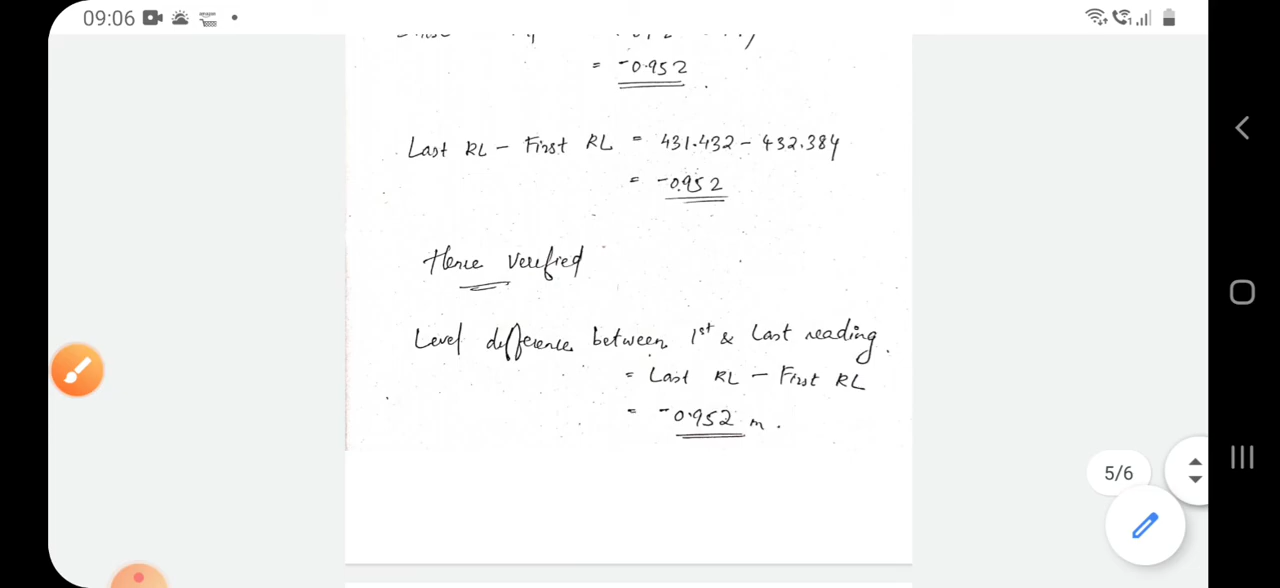 09:06
= -0.952
Last RL - First RL = 431.432 - 432.384
= -0.952
Hence Verified
Level difference between 1st & Last reading.
= Last RL - First RL
= -0.952 m.
5/6